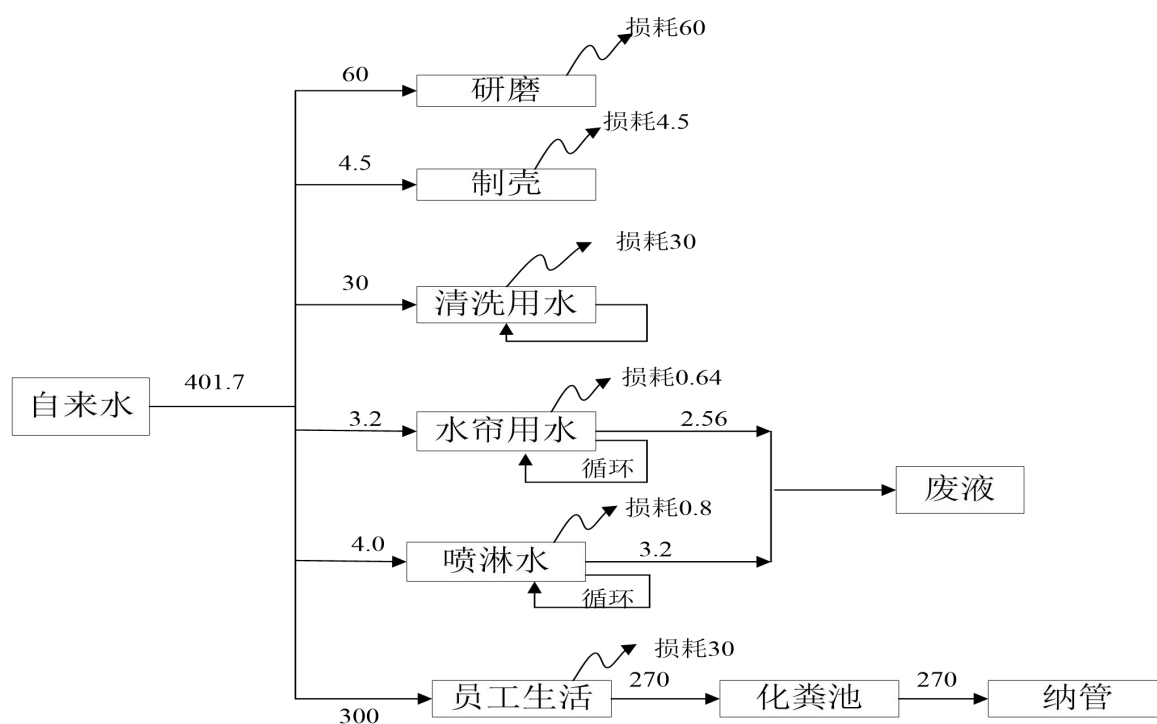 损耗60
60
研磨
损耗4.5
4.5
制壳
损耗30
30
清洗用水
自来水
401.7
损耗0.64
3.2
水帘用水
2.56
循环
废液
损耗0.8
4.0
喷淋水
3.2
循环
损耗30
300
员工生活
270
化粪池
270
纳管